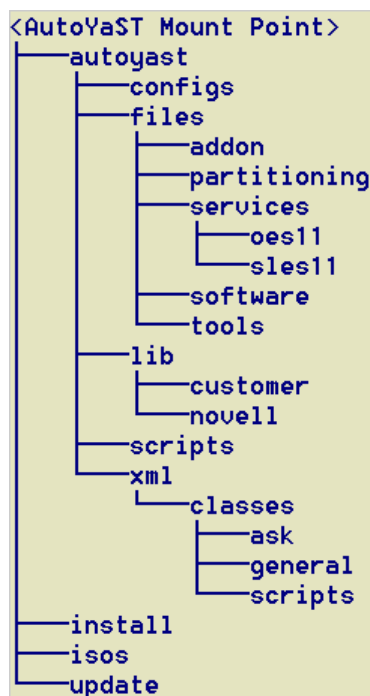 <AutoYaST Mount Point>
autoyast
configs
files
addon
partitioning
services
oes11
sles11
software
tools
lib
customer
novell
scripts
xml
classes
ask
general
scripts
install
isos
update